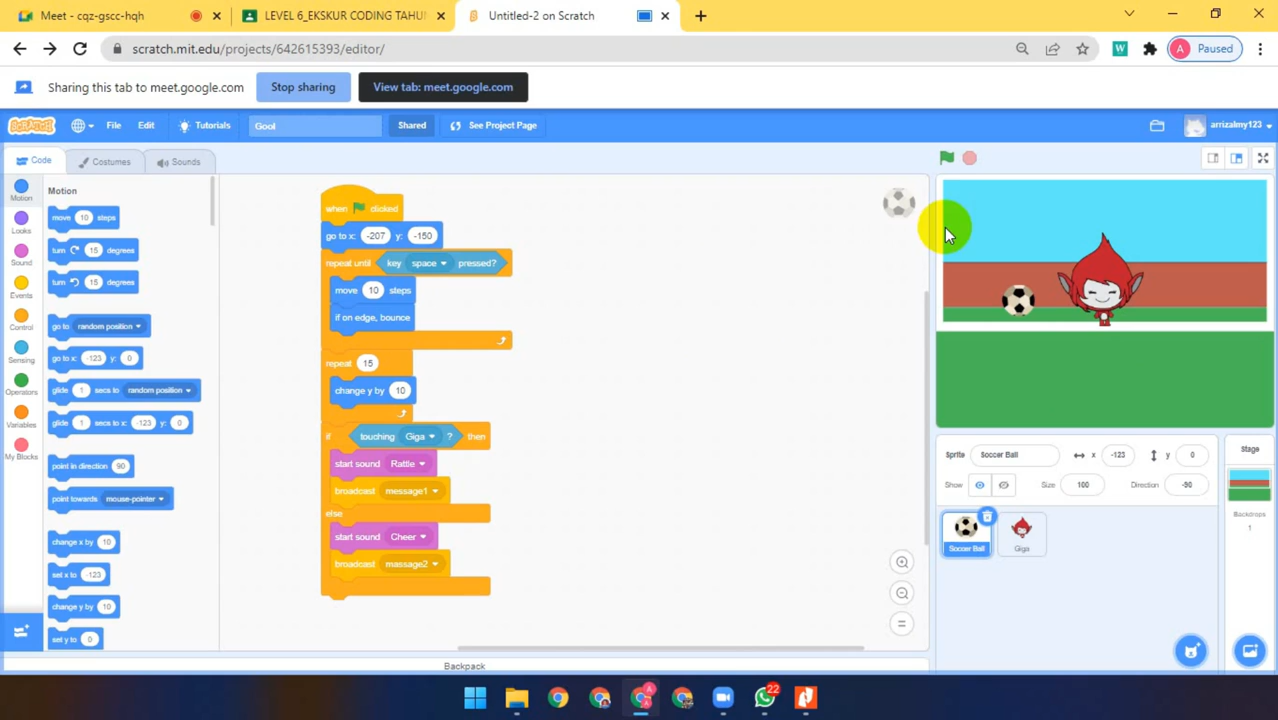 Meet - cqz-gscc-hqh
LEVEL 6_EKSKUR CODING TAHUN
Untitled-2 on Scratch
scratch.mit.edu/projects/642615393/editor/
W
A Paused
Sharing this tab to meet.google.com
Stop sharing
View tab: meet.google.com
SCRATCH
File
Edit
Tutorials
Gool
Shared
See Project Page
arrizalmy123
Code
Costumes
Sounds
Motion
Looks
Sound
Events
Control
Sensing
Operators
Variables
My Blocks
Motion
move 10 steps
turn 15 degrees
turn 15 degrees
go to random position
go to x: -123 y: 0
glide 1 secs to random position
glide 1 secs to x: -123 y: 0
point in direction 90
point towards mouse-pointer
change x by 10
set x to -123
change y by 10
set y to 0
when clicked
go to x: -207 y: -150
repeat until key space pressed?
move 10 steps
if on edge, bounce
repeat 15
change y by 10
if touching Giga ? then
start sound Rattle
broadcast message1
else
start sound Cheer
broadcast massage2
Backpack
Sprite Soccer Ball x -123 y 0
Show Size 100 Direction -90
Soccer Ball
Giga
Stage
Backdrops
1
A
22